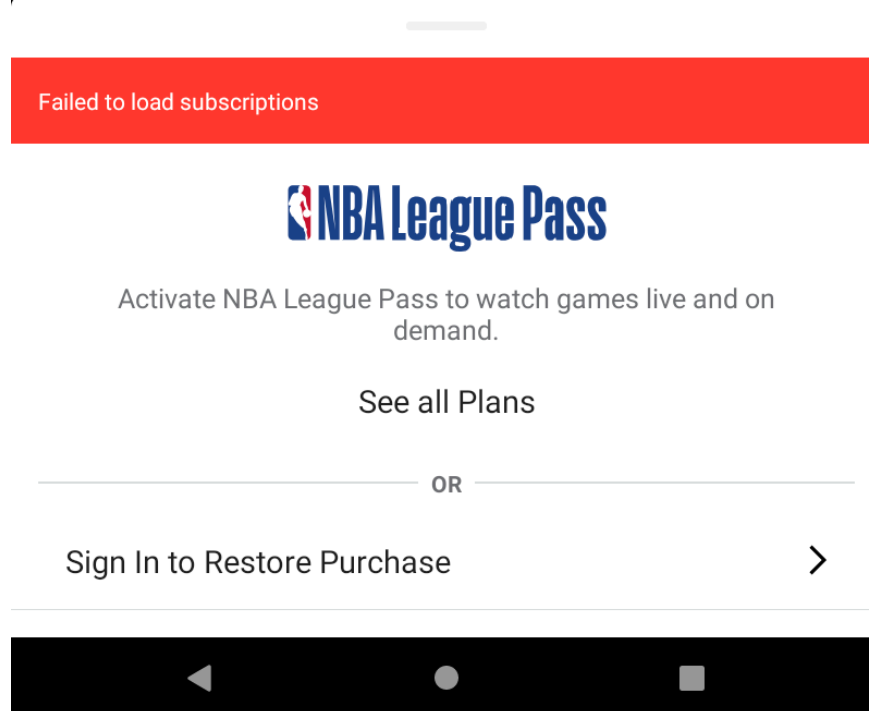 Failed to load subscriptions
NBA League Pass
Activate NBA League Pass to watch games live and on
demand.
See all Plans
OR
Sign In to Restore Purchase